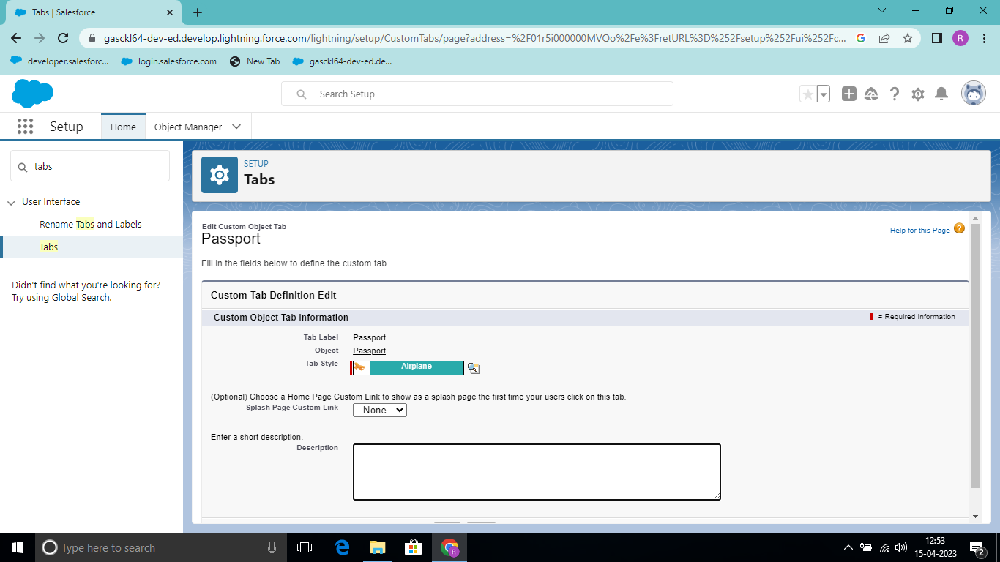 Tabs | Salesforce
gasckl64-dev-ed.develop.lightning.force.com/lightning/setup/CustomTabs/page?address=%2F01r5i000000MVQo%2Fe%3FretURL%3D%252Fsetup%252Fui%252Fc...
R
developer.salesforc...
login.salesforce.com
New Tab
gasckl64-dev-ed.de...
Search Setup
Setup
Home
Object Manager
tabs
User Interface
Rename Tabs and Labels
Tabs
Didn't find what you're looking for?
Try using Global Search.
SETUP
Tabs
Edit Custom Object Tab
Passport
Help for this Page
Fill in the fields below to define the custom tab.
Custom Tab Definition Edit
Custom Object Tab Information
= Required Information
Tab Label Passport
Object Passport
Tab Style Airplane
(Optional) Choose a Home Page Custom Link to show as a splash page the first time your users click on this tab.
Splash Page Custom Link --None--
Enter a short description.
Description
Type here to search
R
12:53
15-04-2023
2